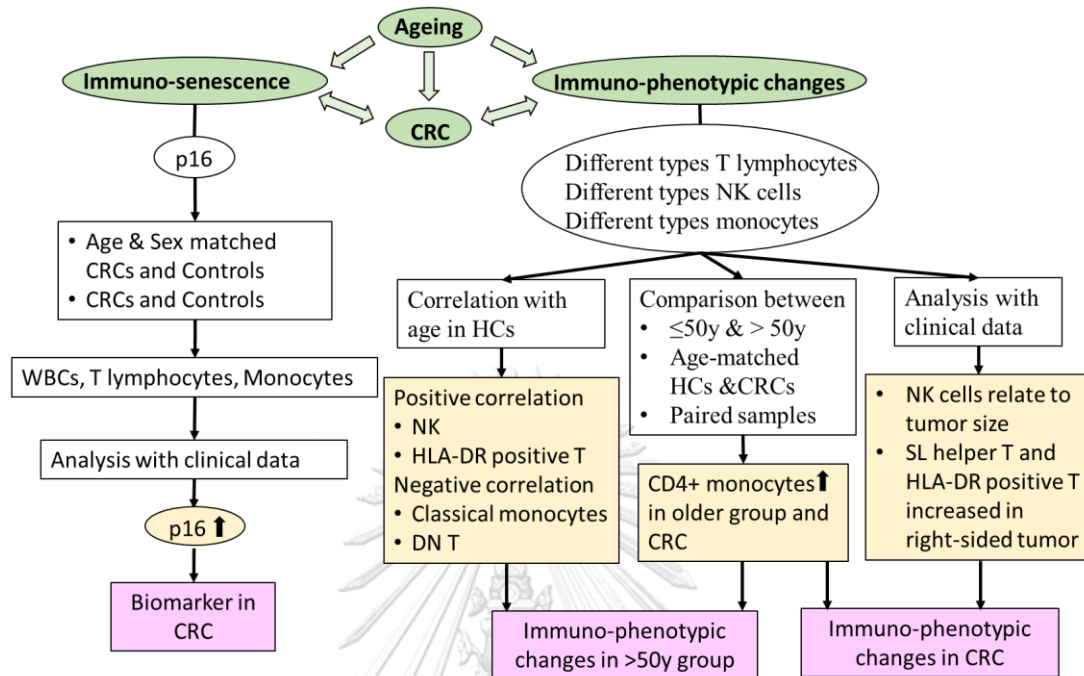 Ageing
Immuno-senescence
Immuno-phenotypic changes
CRC
p16
• Age & Sex matched
CRCs and Controls
• CRCs and Controls
WBCs, T lymphocytes, Monocytes
Analysis with clinical data
p16
Biomarker in
CRC
Different types T lymphocytes
Different types NK cells
Different types monocytes
Correlation with
age in HCs
Positive correlation
• NK
• HLA-DR positive T
Negative correlation
• Classical monocytes
• DN T
Comparison between
• ≤50y & > 50y
• Age-matched
HCs &CRCs
• Paired samples
CD4+ monocytes
in older group and
CRC
Analysis with
clinical data
• NK cells relate to
tumor size
• SL helper T and
HLA-DR positive T
increased in
right-sided tumor
Immuno-phenotypic
changes in >50y group
Immuno-phenotypic
changes in CRC